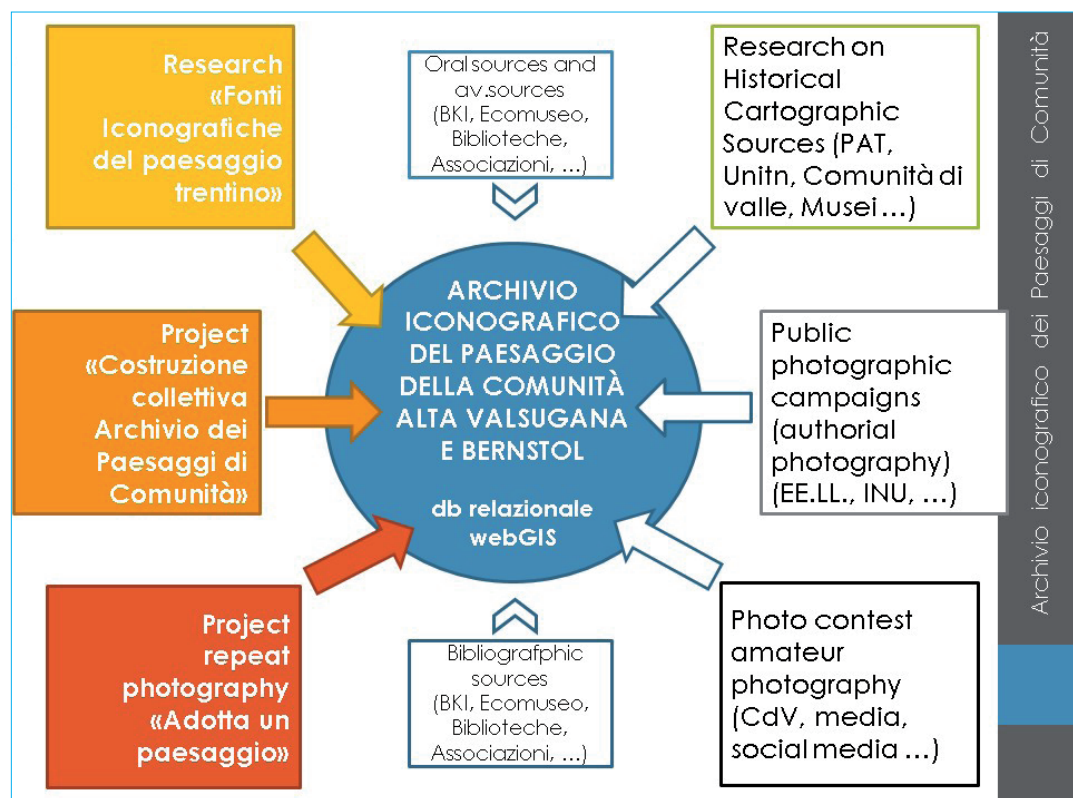 Research
«Fonti
Iconografiche
del paesaggio
trentino»
Oral sources and
av.sources
(BKI, Ecomuseo,
Biblioteche,
Associazioni, ...)
Research on
Historical
Cartographic
Sources (PAT,
Unitn, Comunità di
valle, Musei ...)
Project
«Costruzione
collettiva
Archivio dei
Paesaggi di
Comunità»
ARCHIVIO
ICONOGRAFICO
DEL PAESAGGIO
DELLA COMUNITÀ
ALTA VALSUGANA
E BERNSTOL
db relazionale
webGIS
Public
photographic
campaigns
(authorial
photography)
(EE.LL., INU, ...)
Project
repeat
photography
«Adotta un
paesaggio»
Bibliografphic
sources
(BKI, Ecomuseo,
Biblioteche,
Associazioni, ...)
Photo contest
amateur
photography
(CdV, media,
social media ...)
Archivio iconografico dei Paesaggi di Comunità